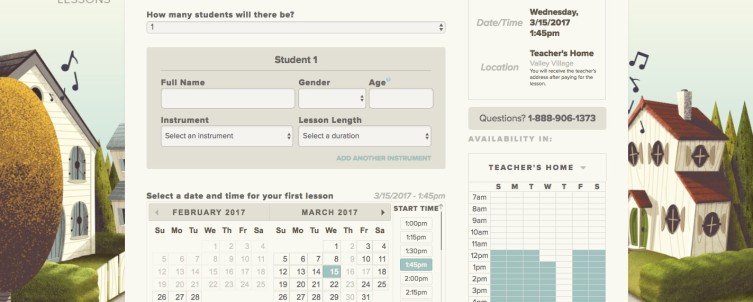 LESSONS
How many students will there be?
1
Student 1
Full Name
Gender
Age
Instrument
Lesson Length
Select an instrument
Select a duration
ADD ANOTHER INSTRUMENT
Select a date and time for your first lesson
3/15/2017 - 1:45pm
FEBRUARY 2017
MARCH 2017
Su Mo Tu We Th Fr Sa
Su Mo Tu We Th Fr Sa
1 2 3 4
1 2 3 4
5 6 7 8 9 10 11
5 6 7 8 9 10 11
12 13 14 15 16 17 18
12 13 14 15 16 17 18
19 20 21 22 23 24 25
19 20 21 22 23 24 25
26 27 28
26 27 28 29 30 31
START TIME
1:00pm
1:15pm
1:30pm
1:45pm
2:00pm
2:15pm
Date/Time
Wednesday,
3/15/2017
1:45pm
Location
Teacher's Home
Valley Village
You will receive the teacher's
address after paying for the
lesson.
Questions? 1-888-906-1373
AVAILABILITY IN:
TEACHER'S HOME
S M T W T F S
7am
8am
9am
10am
11am
12pm
1pm
2pm
3pm
4pm